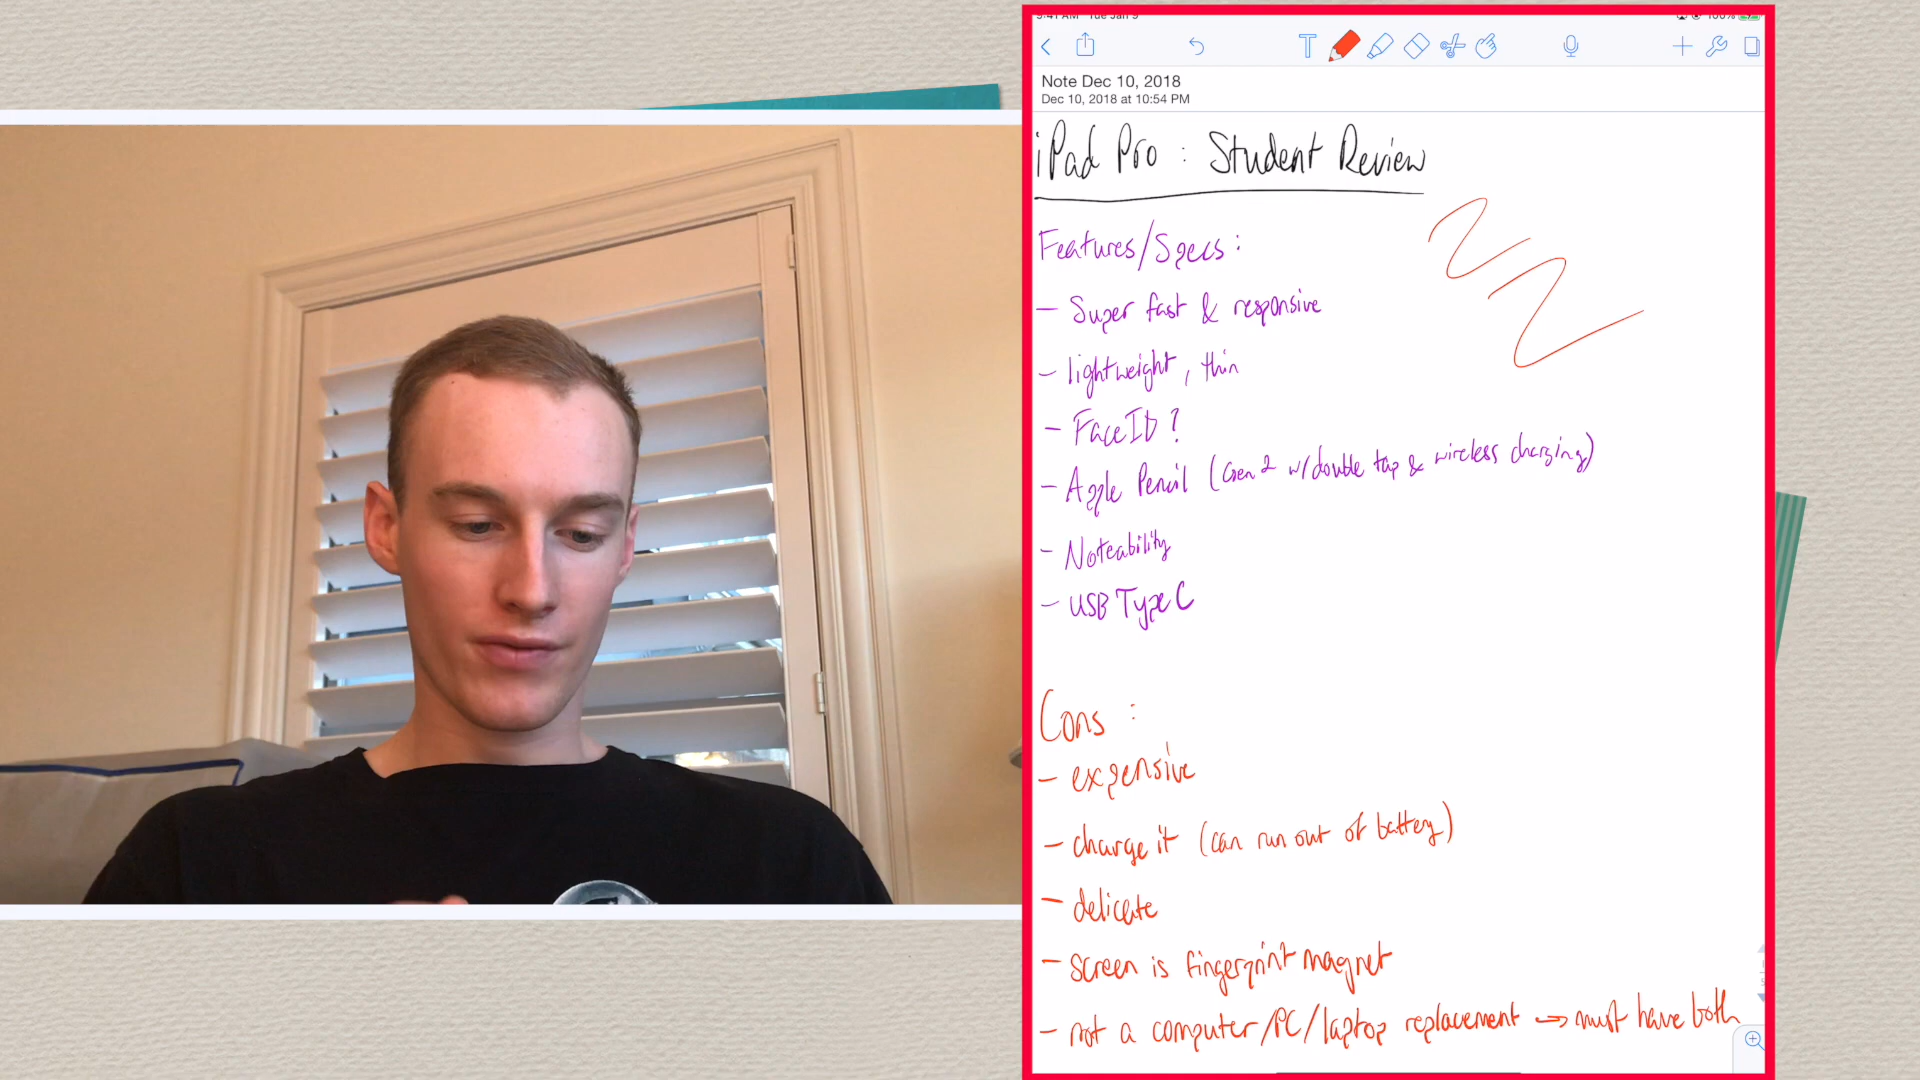 Note Dec 10, 2018
Dec 10, 2018 at 10:54 PM
iPad Pro : Student Review
Features/Specs :
- Super fast & responsive
- lightweight, thin
- FaceID?
- Apple Pencil (Gen 2 w/double tap & wireless charging)
- Noteability
- USB Type C
Cons :
- expensive
- charge it (can run out of battery)
- delicate
- screen is fingerprint magnet
- not a computer/PC/laptop replacement → must have both